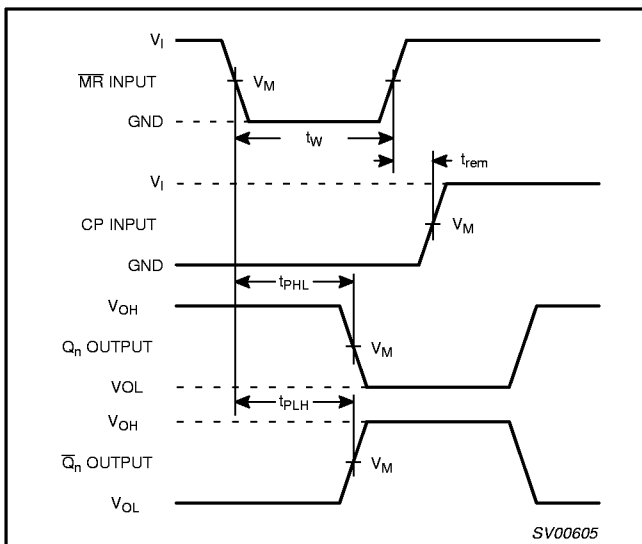 V_I
MR INPUT
V_M
GND
t_W
t_rem
V_I
CP INPUT
V_M
GND
t_PHL
V_OH
Q_n OUTPUT
V_M
VOL
t_PLH
V_OH
Q̅_n OUTPUT
V_M
V_OL
SV00605